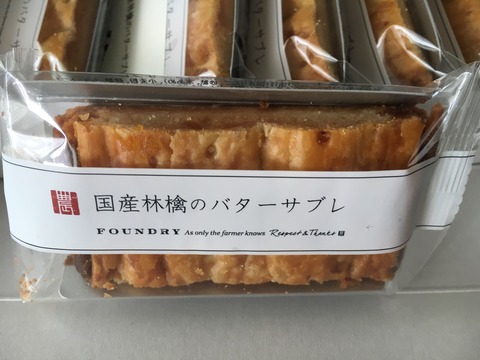 農 国産林檎のバターサブレ
FOUNDRY As only the farmer knows Respect & Thanks